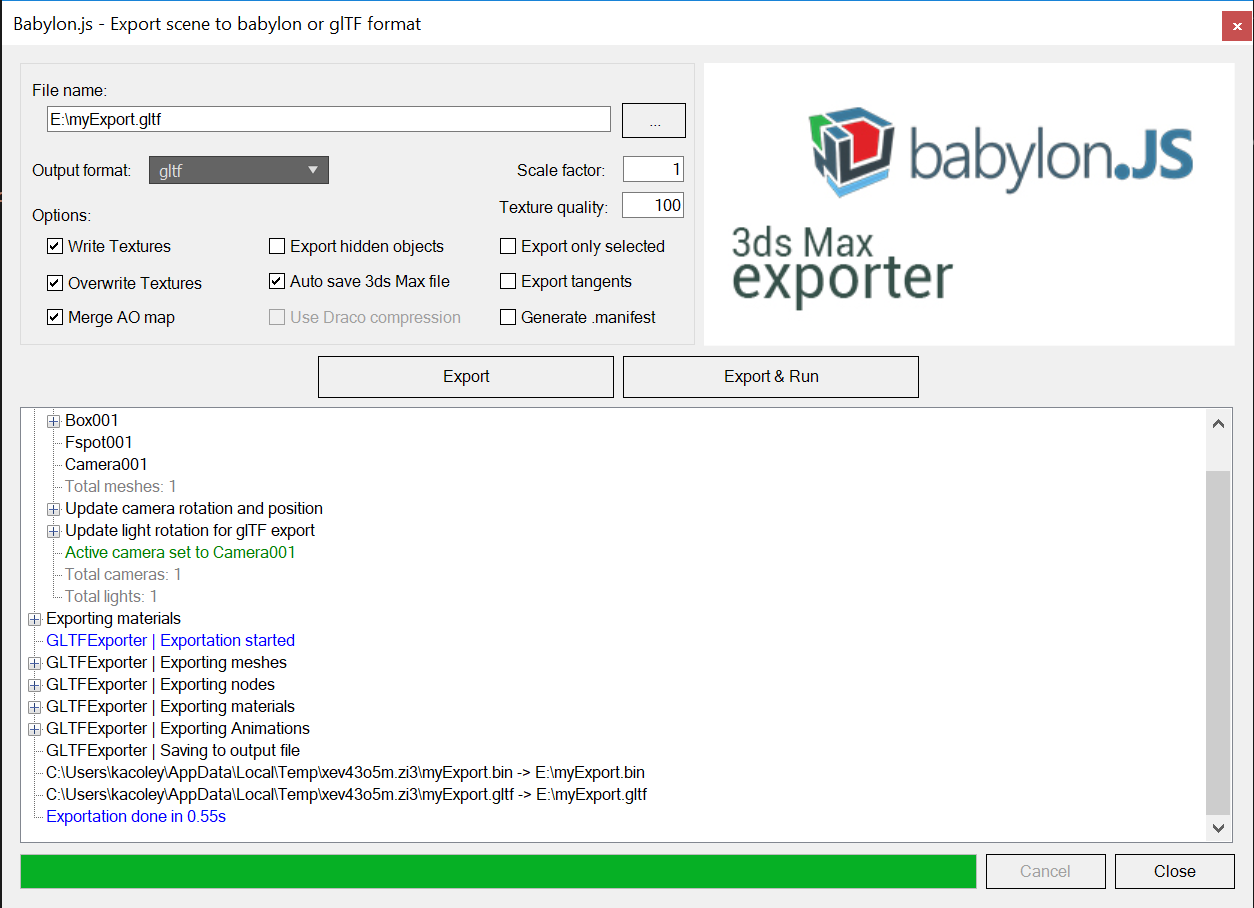 Babylon.js - Export scene to babylon or glTF format
File name:
E:\myExport.gltf
...
Output format:
gltf
Scale factor:
1
Texture quality:
100
Options:
Write Textures
Export hidden objects
Export only selected
Overwrite Textures
Auto save 3ds Max file
Export tangents
Merge AO map
Use Draco compression
Generate .manifest
babylon.JS
3ds Max
exporter
Export
Export & Run
Box001
Fspot001
Camera001
Total meshes: 1
Update camera rotation and position
Update light rotation for glTF export
Active camera set to Camera001
Total cameras: 1
Total lights: 1
Exporting materials
GLTFExporter | Exportation started
GLTFExporter | Exporting meshes
GLTFExporter | Exporting nodes
GLTFExporter | Exporting materials
GLTFExporter | Exporting Animations
GLTFExporter | Saving to output file
C:\Users\kacoley\AppData\Local\Temp\xev43o5m.zi3\myExport.bin -> E:\myExport.bin
C:\Users\kacoley\AppData\Local\Temp\xev43o5m.zi3\myExport.gltf -> E:\myExport.gltf
Exportation done in 0.55s
Cancel
Close